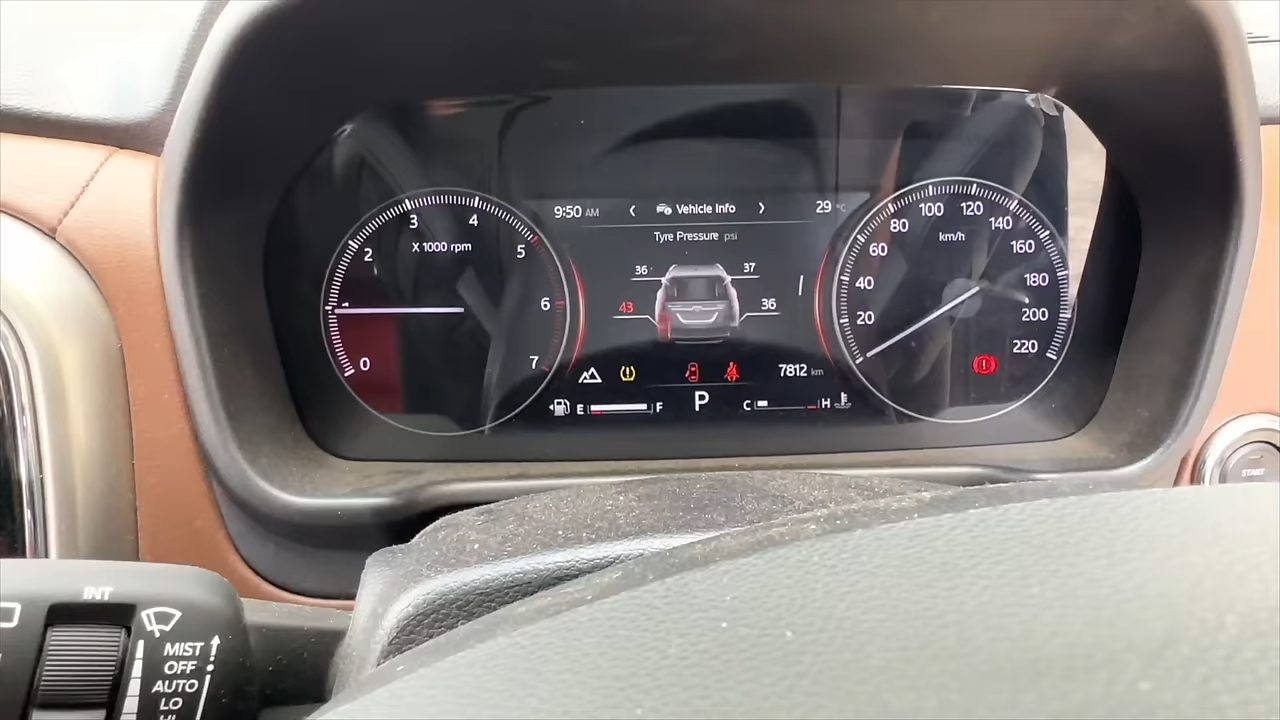 9:50 AM
Vehicle Info
29 °C
Tyre Pressure psi
36
37
43
36
7812 km
E
F
P
C
H
0
1
2
3
4
5
6
7
X 1000 rpm
20
40
60
80
100
120
140
160
180
200
220
km/h
START
INT
MIST
OFF
AUTO
LO